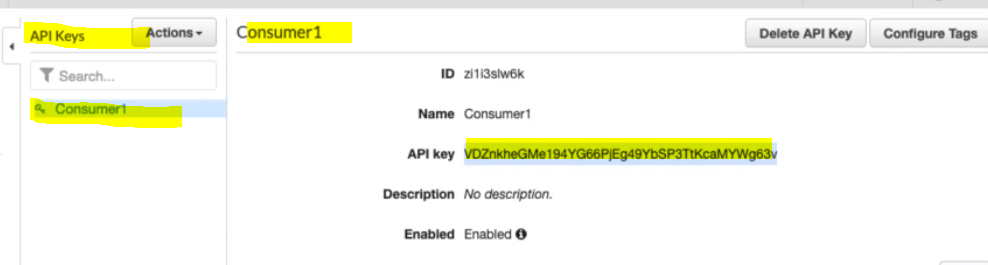 API Keys
Actions
Consumer1
Delete API Key
Configure Tags
Search...
Consumer1
ID zi1i3slw6k
Name Consumer1
API key VDZnkheGMe194YG66PjEg49YbSP3TtKcaMYWg63v
Description No description.
Enabled Enabled